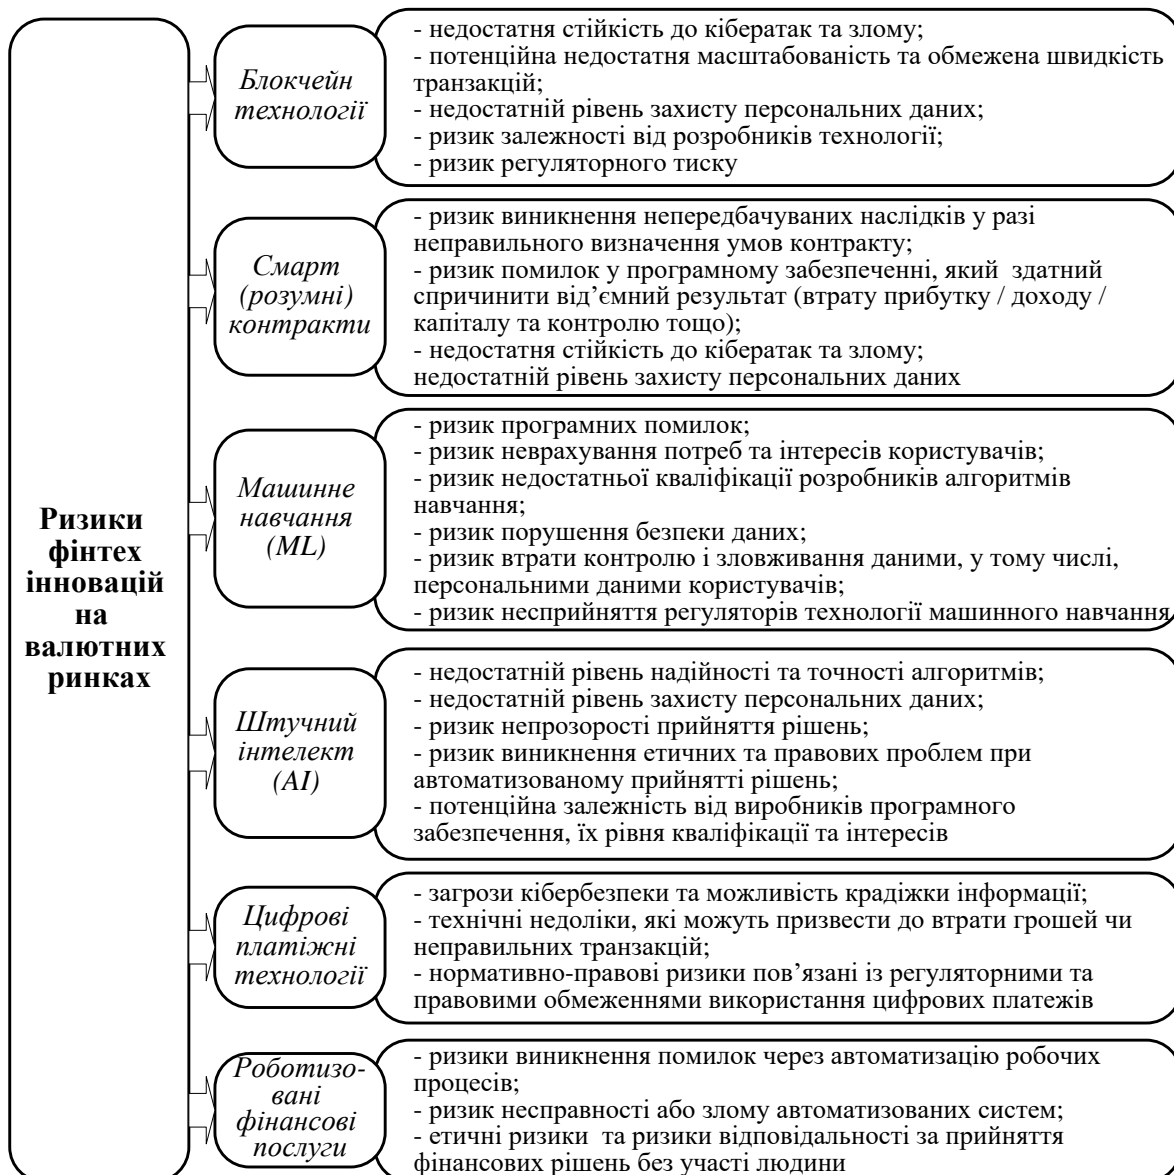 Ризики
фінтех
інновацій
на
валютних
ринках
Блокчейн
технології
- недостатня стійкість до кібератак та злому;
- потенційна недостатня масштабованість та обмежена швидкість
транзакцій;
- недостатній рівень захисту персональних даних;
- ризик залежності від розробників технології;
- ризик регуляторного тиску
Смарт
(розумні)
контракти
- ризик виникнення непередбачуваних наслідків у разі
неправильного визначення умов контракту;
- ризик помилок у програмному забезпеченні, який здатний
спричинити від’ємний результат (втрату прибутку / доходу /
капіталу та контролю тощо);
- недостатня стійкість до кібератак та злому;
недостатній рівень захисту персональних даних
Машинне
навчання
(ML)
- ризик програмних помилок;
- ризик неврахування потреб та інтересів користувачів;
- ризик недостатньої кваліфікації розробників алгоритмів
навчання;
- ризик порушення безпеки даних;
- ризик втрати контролю і зловживання даними, у тому числі,
персональними даними користувачів;
- ризик несприйняття регуляторів технології машинного навчання
Штучний
інтелект
(AI)
- недостатній рівень надійності та точності алгоритмів;
- недостатній рівень захисту персональних даних;
- ризик непрозорості прийняття рішень;
- ризик виникнення етичних та правових проблем при
автоматизованому прийнятті рішень;
- потенційна залежність від виробників програмного
забезпечення, їх рівня кваліфікації та інтересів
Цифрові
платіжні
технології
- загрози кібербезпеки та можливість крадіжки інформації;
- технічні недоліки, які можуть призвести до втрати грошей чи
неправильних транзакцій;
- нормативно-правові ризики пов’язані із регуляторними та
правовими обмеженнями використання цифрових платежів
Роботизо-
вані
фінансові
послуги
- ризики виникнення помилок через автоматизацію робочих
процесів;
- ризик несправності або злому автоматизованих систем;
- етичні ризики та ризики відповідальності за прийняття
фінансових рішень без участі людини